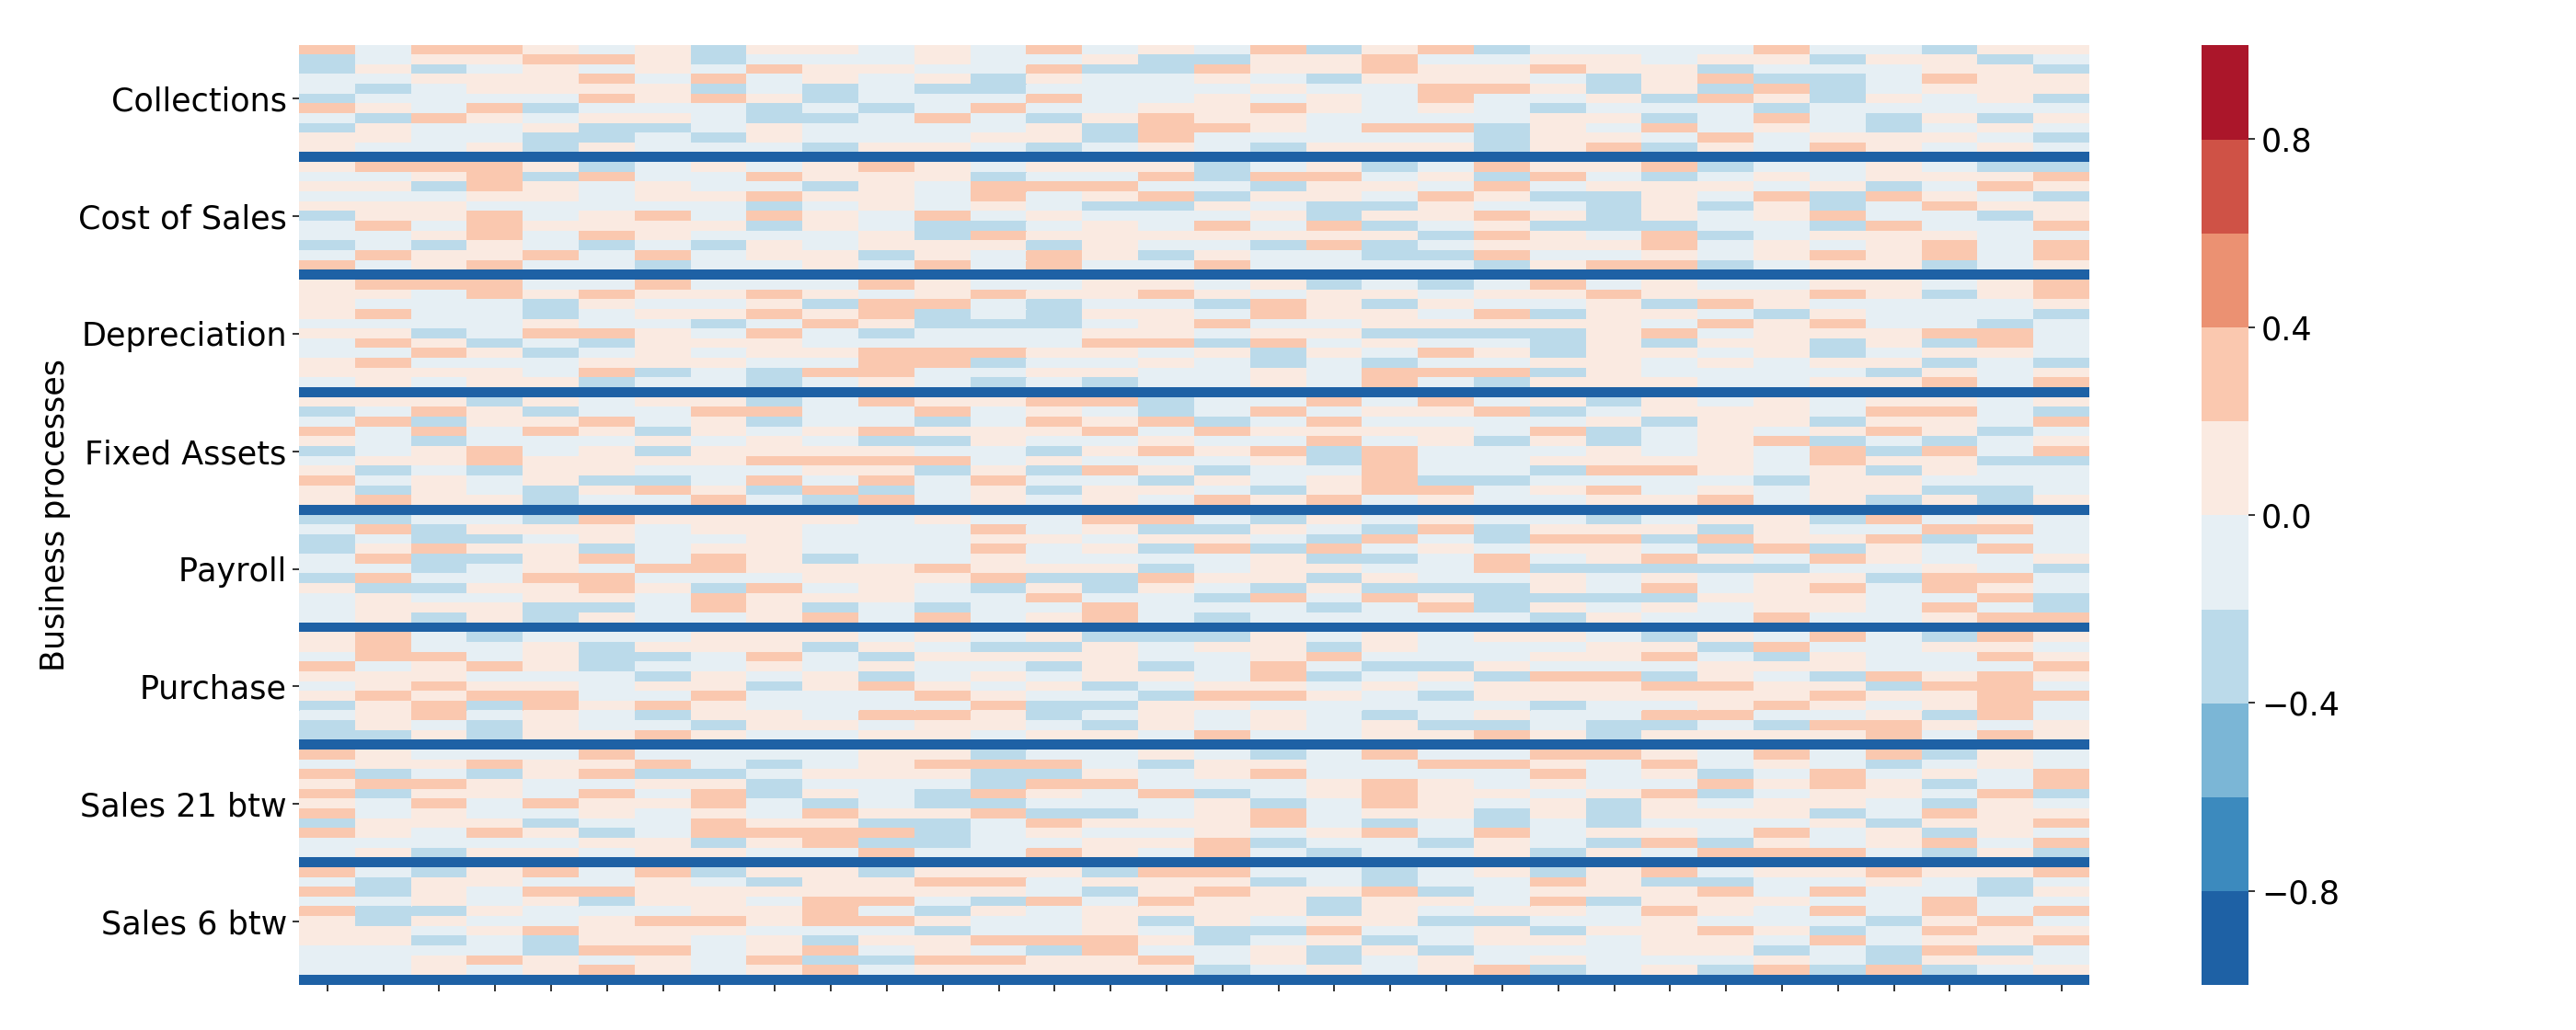 Business processes
Collections
Cost of Sales
Depreciation
Fixed Assets
Payroll
Purchase
Sales 21 btw
Sales 6 btw
0.8
0.4
0.0
−0.4
−0.8